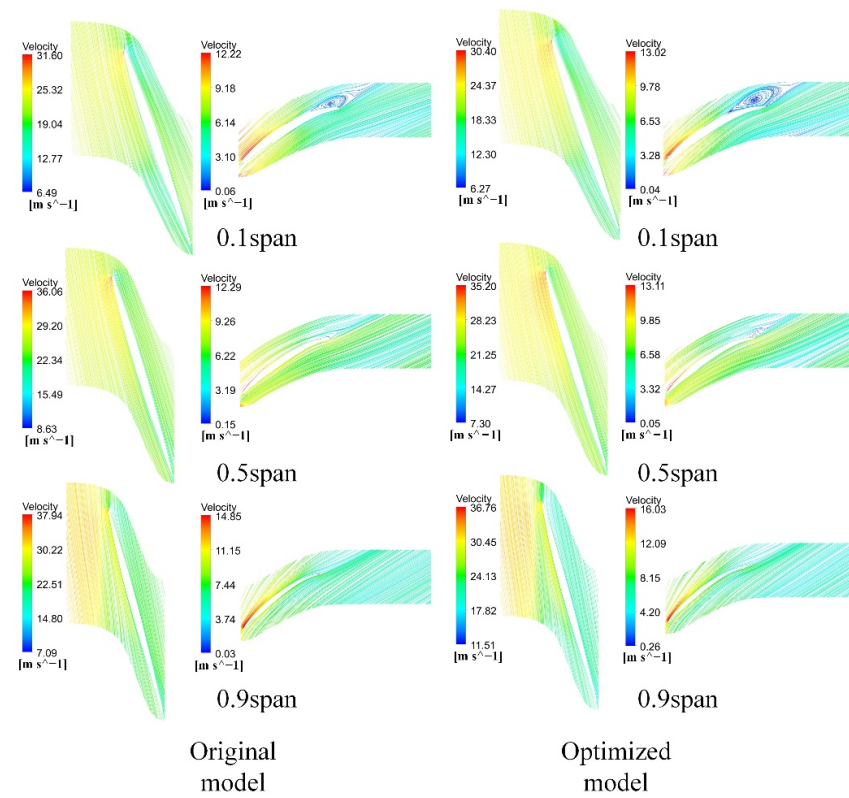 Velocity
31.60
25.32
19.04
12.77
6.49
[m s^−1]
Velocity
12.22
9.18
6.14
3.10
0.06
[m s^−1]
0.1span
Velocity
30.40
24.37
18.33
12.30
6.27
[m s^−1]
Velocity
13.02
9.78
6.53
3.28
0.04
[m s^−1]
0.1span
Velocity
36.06
29.20
22.34
15.49
8.63
[m s^−1]
Velocity
12.29
9.26
6.22
3.19
0.15
[m s^−1]
0.5span
Velocity
35.20
28.23
21.25
14.27
7.30
[m s^−1]
Velocity
13.11
9.85
6.58
3.32
0.05
[m s^−1]
0.5span
Velocity
37.94
30.22
22.51
14.80
7.09
[m s^−1]
Velocity
14.85
11.15
7.44
3.74
0.03
[m s^−1]
0.9span
Velocity
36.76
30.45
24.13
17.82
11.51
[m s^−1]
Velocity
16.03
12.09
8.15
4.20
0.26
[m s^−1]
0.9span
Original
model
Optimized
model